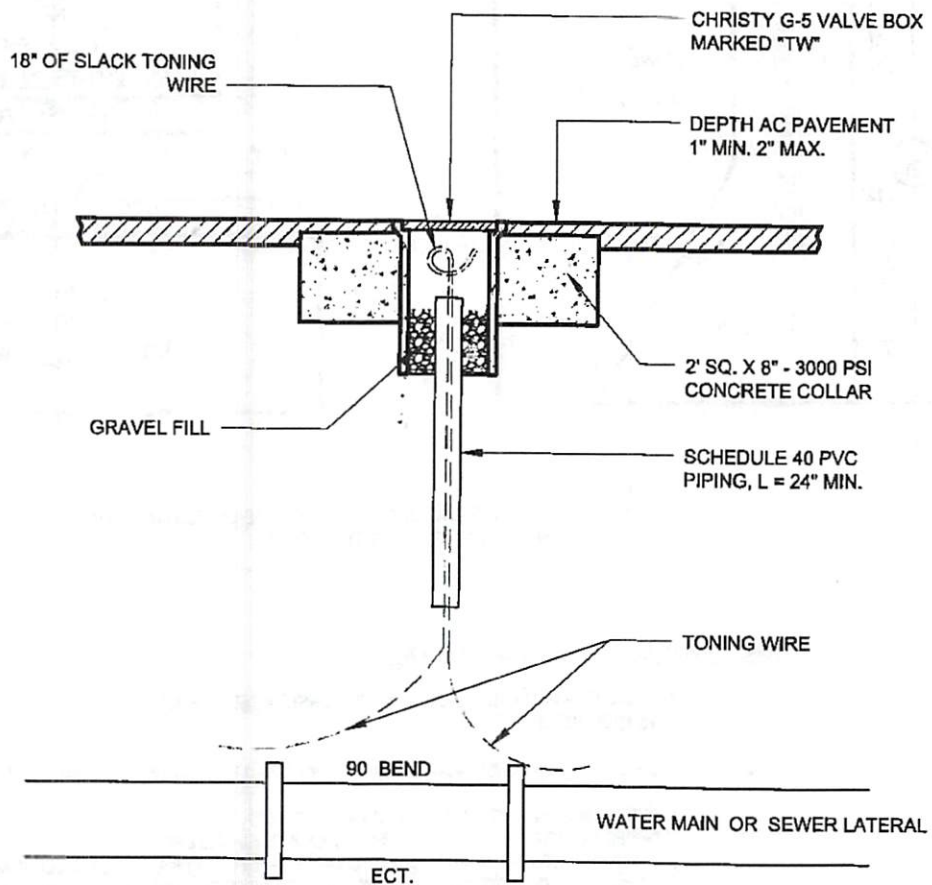 CHRISTY G-5 VALVE BOX
MARKED "TW"
18" OF SLACK TONING
WIRE
DEPTH AC PAVEMENT
1" MIN. 2" MAX.
2' SQ. X 8" - 3000 PSI
CONCRETE COLLAR
GRAVEL FILL
SCHEDULE 40 PVC
PIPING, L = 24" MIN.
TONING WIRE
90 BEND
WATER MAIN OR SEWER LATERAL
ECT.